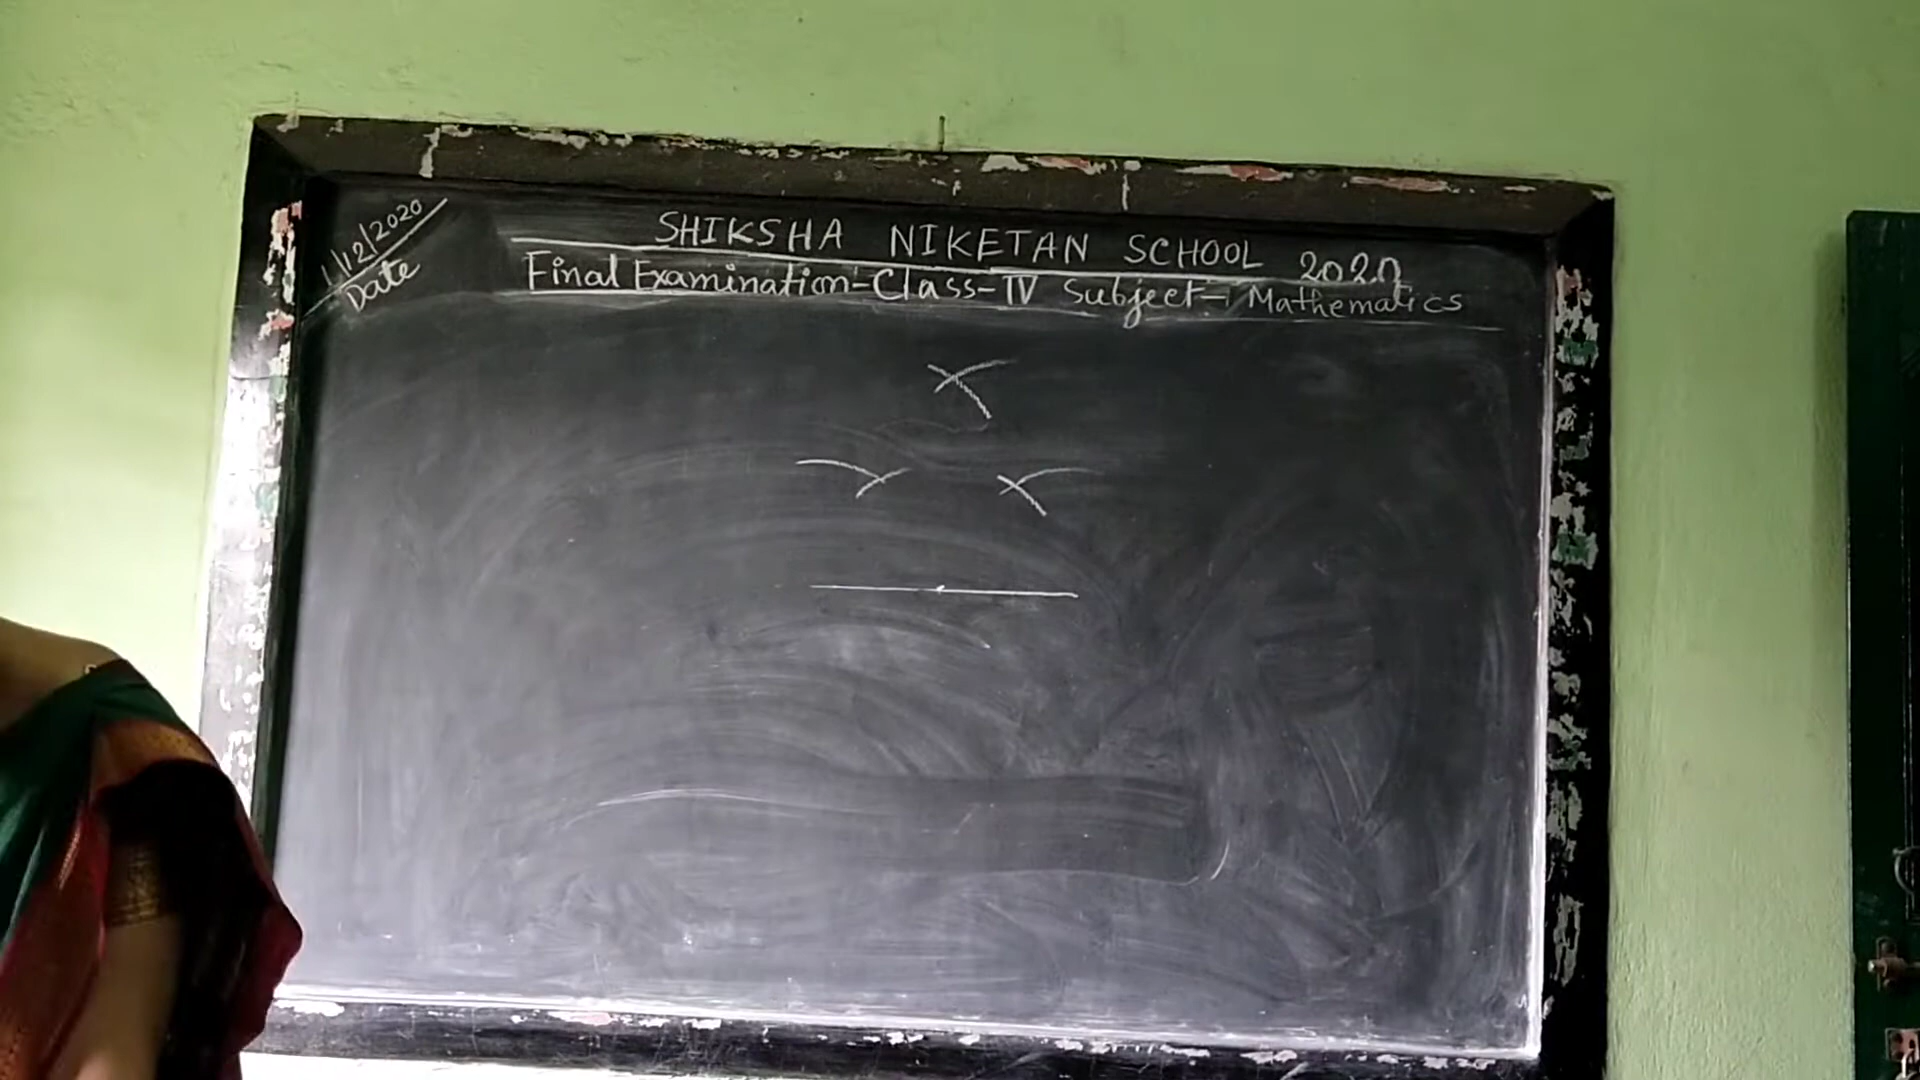 1/12/2020
Date
SHIKSHA NIKETAN SCHOOL 2020
Final Examination-Class-IV Subject- Mathematics